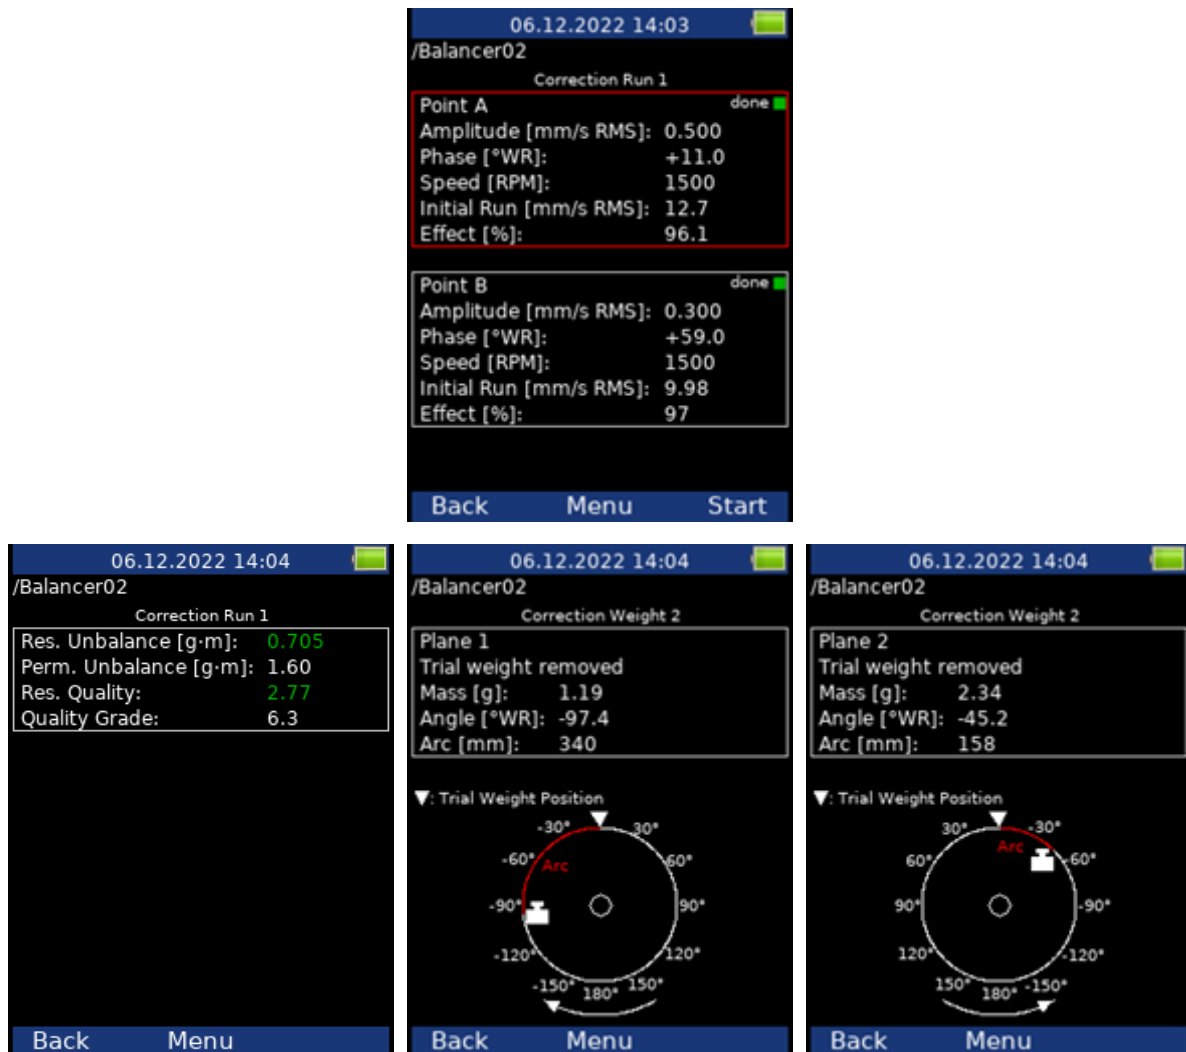 06.12.2022 14:03
/Balancer02
Correction Run 1
Point A done
Amplitude [mm/s RMS]: 0.500
Phase [°WR]: +11.0
Speed [RPM]: 1500
Initial Run [mm/s RMS]: 12.7
Effect [%]: 96.1
Point B done
Amplitude [mm/s RMS]: 0.300
Phase [°WR]: +59.0
Speed [RPM]: 1500
Initial Run [mm/s RMS]: 9.98
Effect [%]: 97
Back Menu Start
06.12.2022 14:04
/Balancer02
Correction Run 1
Res. Unbalance [g·m]: 0.705
Perm. Unbalance [g·m]: 1.60
Res. Quality: 2.77
Quality Grade: 6.3
Back Menu
06.12.2022 14:04
/Balancer02
Correction Weight 2
Plane 1
Trial weight removed
Mass [g]: 1.19
Angle [°WR]: -97.4
Arc [mm]: 340
▼: Trial Weight Position
-30° 30°
-60° Arc 60°
-90° 90°
-120° 120°
-150° 180° 150°
Back Menu
06.12.2022 14:04
/Balancer02
Correction Weight 2
Plane 2
Trial weight removed
Mass [g]: 2.34
Angle [°WR]: -45.2
Arc [mm]: 158
▼: Trial Weight Position
30° -30°
60° Arc -60°
90° -90°
120° -120°
150° 180° -150°
Back Menu